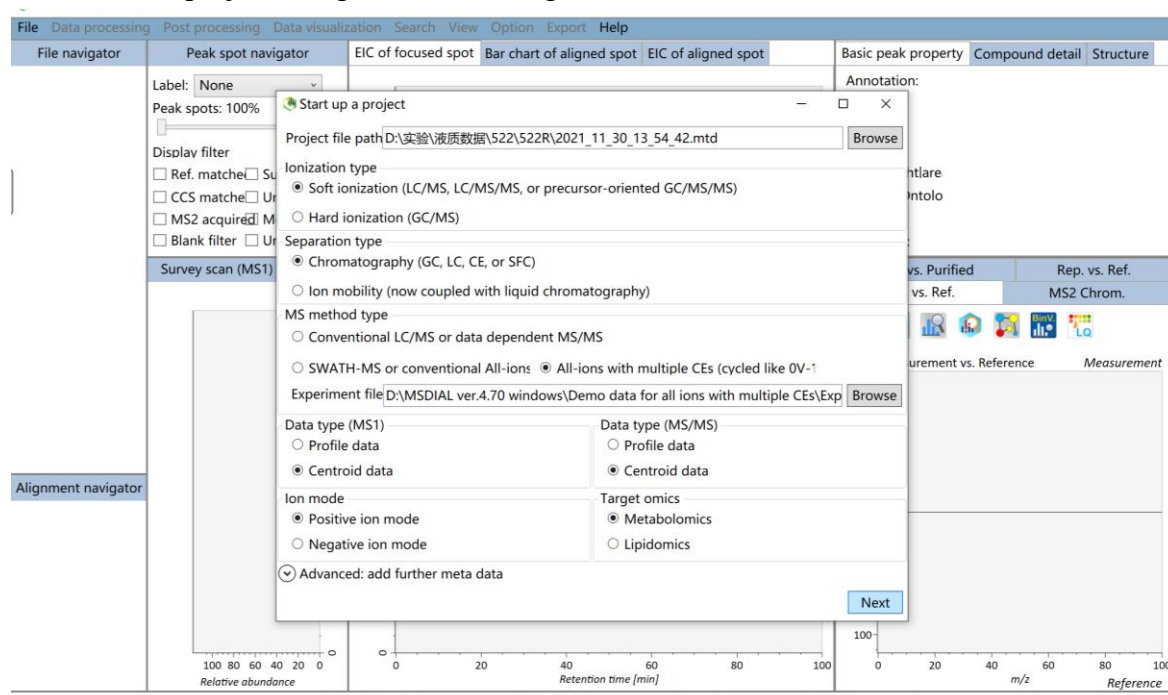 File Data processing Post processing Data visualization Search View Option Export Help
File navigator
Peak spot navigator
EIC of focused spot Bar chart of aligned spot EIC of aligned spot
Basic peak property Compound detail Structure
Label: None
Annotation:
Peak spots: 100%
Display filter
Ref. matche Su
CCS matche Un
MS2 acquired M
Blank filter Un
Start up a project
Project file path D:\实验\液质数据\522\522R\2021_11_30_13_54_42.mtd Browse
Ionization type
Soft ionization (LC/MS, LC/MS/MS, or precursor-oriented GC/MS/MS)
Hard ionization (GC/MS)
Separation type
Chromatography (GC, LC, CE, or SFC)
Ion mobility (now coupled with liquid chromatography)
MS method type
Conventional LC/MS or data dependent MS/MS
SWATH-MS or conventional All-ions All-ions with multiple CEs (cycled like 0V-1
Experiment file D:\MSDIAL ver.4.70 windows\Demo data for all ions with multiple CEs\Exp Browse
Data type (MS1)
Profile data
Centroid data
Data type (MS/MS)
Profile data
Centroid data
Ion mode
Positive ion mode
Negative ion mode
Target omics
Metabolomics
Lipidomics
Advanced: add further meta data
Next
ntlare
Ontolo
Survey scan (MS1)
vs. Purified Rep. vs. Ref.
vs. Ref. MS2 Chrom.
BinV.
LQ
urement vs. Reference Measurement
Alignment navigator
100 80 60 40 20 0
Relative abundance
0
0
0 20 40 60 80 100
Retention time [min]
100
0 20 40 60 80 100
m/z
Reference